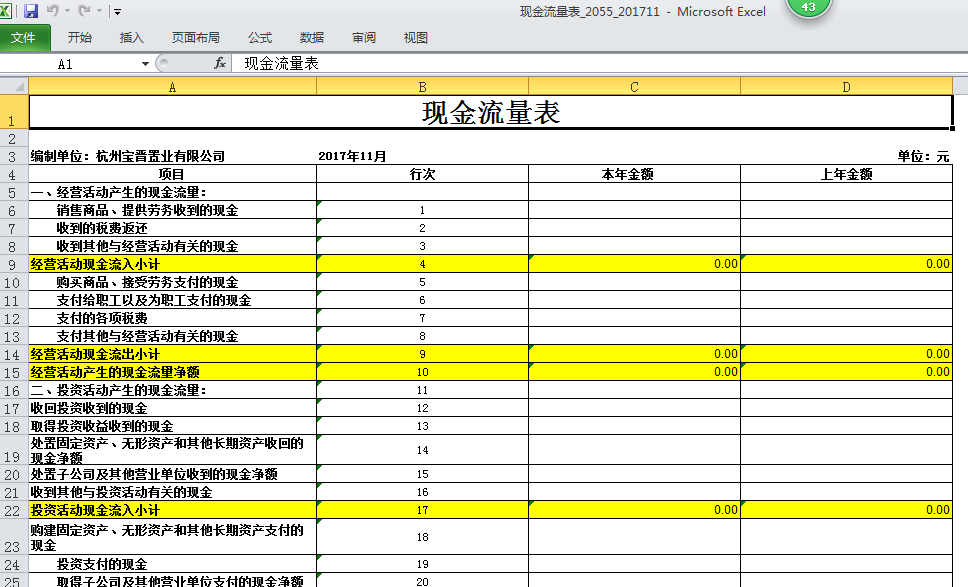 现金流量表_2055_201711 - Microsoft Excel
43
文件 开始 插入 页面布局 公式 数据 审阅 视图
A1 fx 现金流量表
A B C D
1 现金流量表
2
3 编制单位：杭州宝晋置业有限公司 2017年11月 单位：元
4 项目 行次 本年金额 上年金额
5 一、经营活动产生的现金流量：
6 销售商品、提供劳务收到的现金 1
7 收到的税费返还 2
8 收到其他与经营活动有关的现金 3
9 经营活动现金流入小计 4 0.00 0.00
10 购买商品、接受劳务支付的现金 5
11 支付给职工以及为职工支付的现金 6
12 支付的各项税费 7
13 支付其他与经营活动有关的现金 8
14 经营活动现金流出小计 9 0.00 0.00
15 经营活动产生的现金流量净额 10 0.00 0.00
16 二、投资活动产生的现金流量： 11
17 收回投资收到的现金 12
18 取得投资收益收到的现金 13
处置固定资产、无形资产和其他长期资产收回的
19 现金净额 14
20 处置子公司及其他营业单位收到的现金净额 15
21 收到其他与投资活动有关的现金 16
22 投资活动现金流入小计 17 0.00 0.00
购建固定资产、无形资产和其他长期资产支付的
23 现金 18
24 投资支付的现金 19
25 取得子公司及其他营业单位支付的现金净额 20